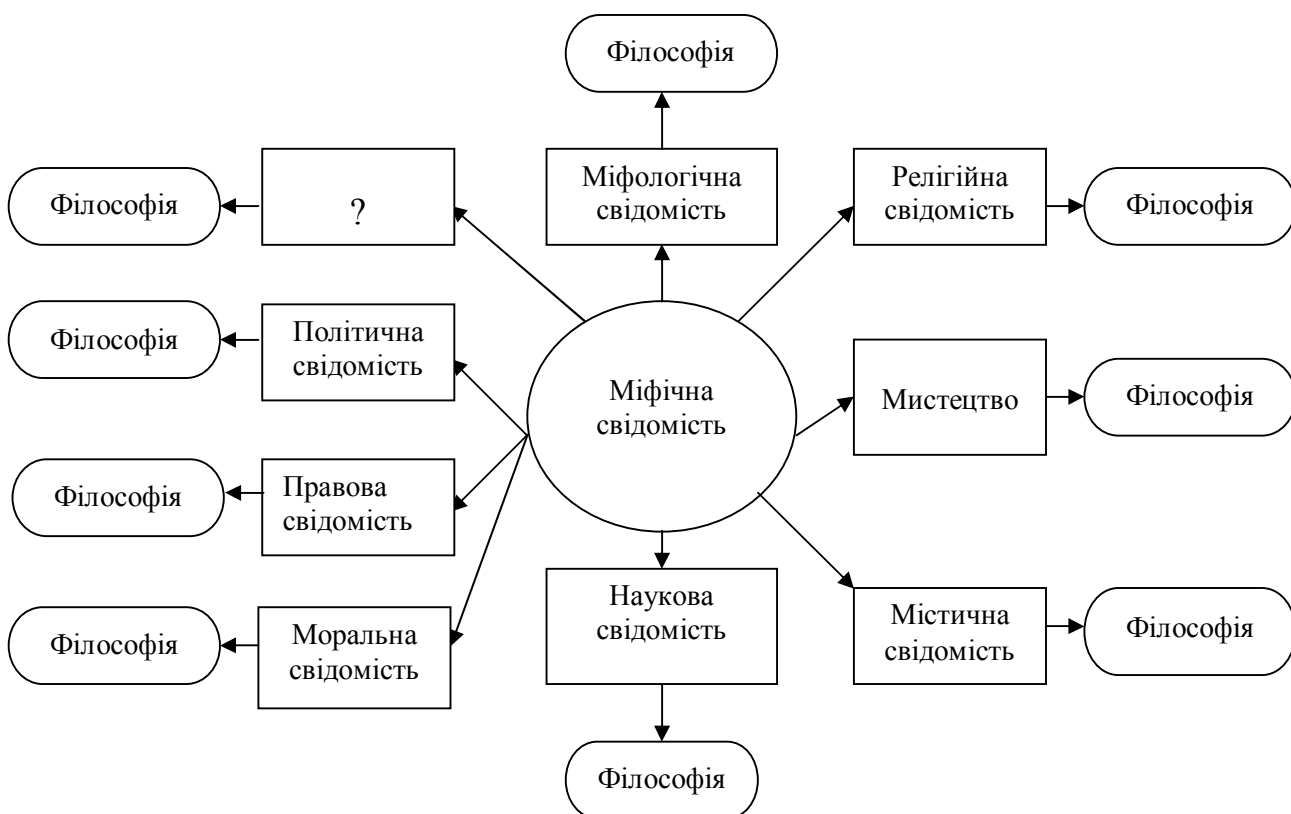 Філософія
Філософія
?
Міфологічна
свідомість
Релігійна
свідомість
Філософія
Філософія
Політична
свідомість
Міфічна
свідомість
Мистецтво
Філософія
Філософія
Правова
свідомість
Філософія
Моральна
свідомість
Наукова
свідомість
Містична
свідомість
Філософія
Філософія